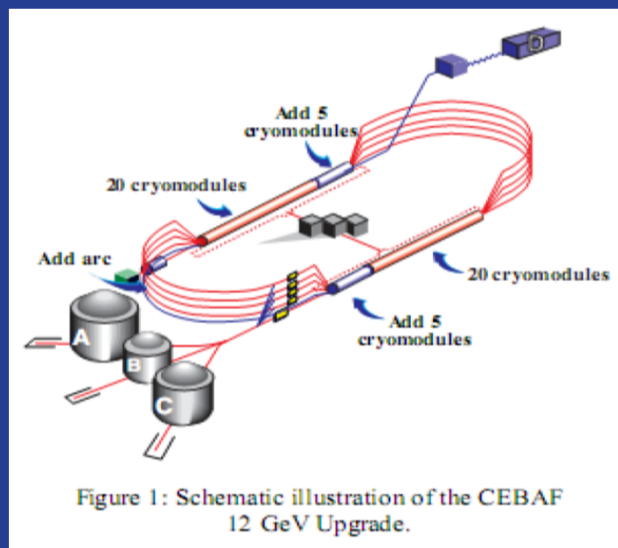 D
Add 5
cryomodules
20 cryomodules
Add arc
20 cryomodules
Add 5
cryomodules
A
B
C
Figure 1: Schematic illustration of the CEBAF
12 GeV Upgrade.